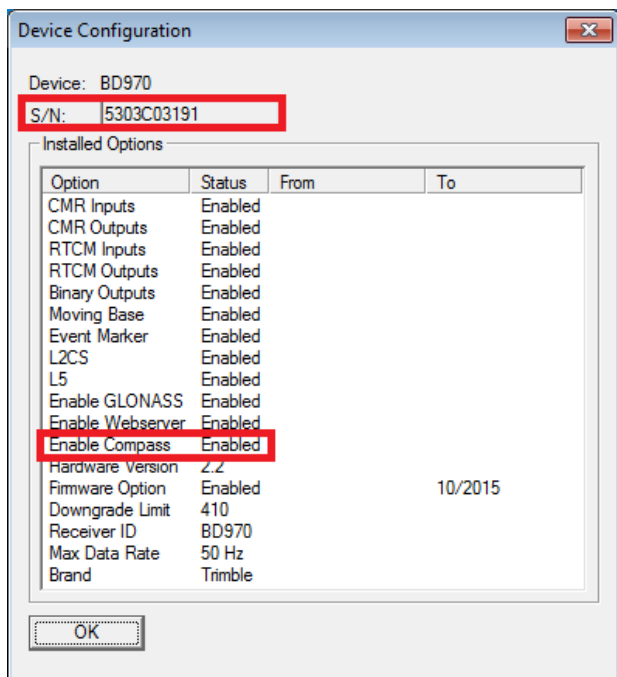 Device Configuration
Device: BD970
S/N: 5303C03191
Installed Options
Option Status From To
CMR Inputs Enabled
CMR Outputs Enabled
RTCM Inputs Enabled
RTCM Outputs Enabled
Binary Outputs Enabled
Moving Base Enabled
Event Marker Enabled
L2CS Enabled
L5 Enabled
Enable GLONASS Enabled
Enable Webserver Enabled
Enable Compass Enabled
Hardware Version 2.2
Firmware Option Enabled 10/2015
Downgrade Limit 410
Receiver ID BD970
Max Data Rate 50 Hz
Brand Trimble
OK